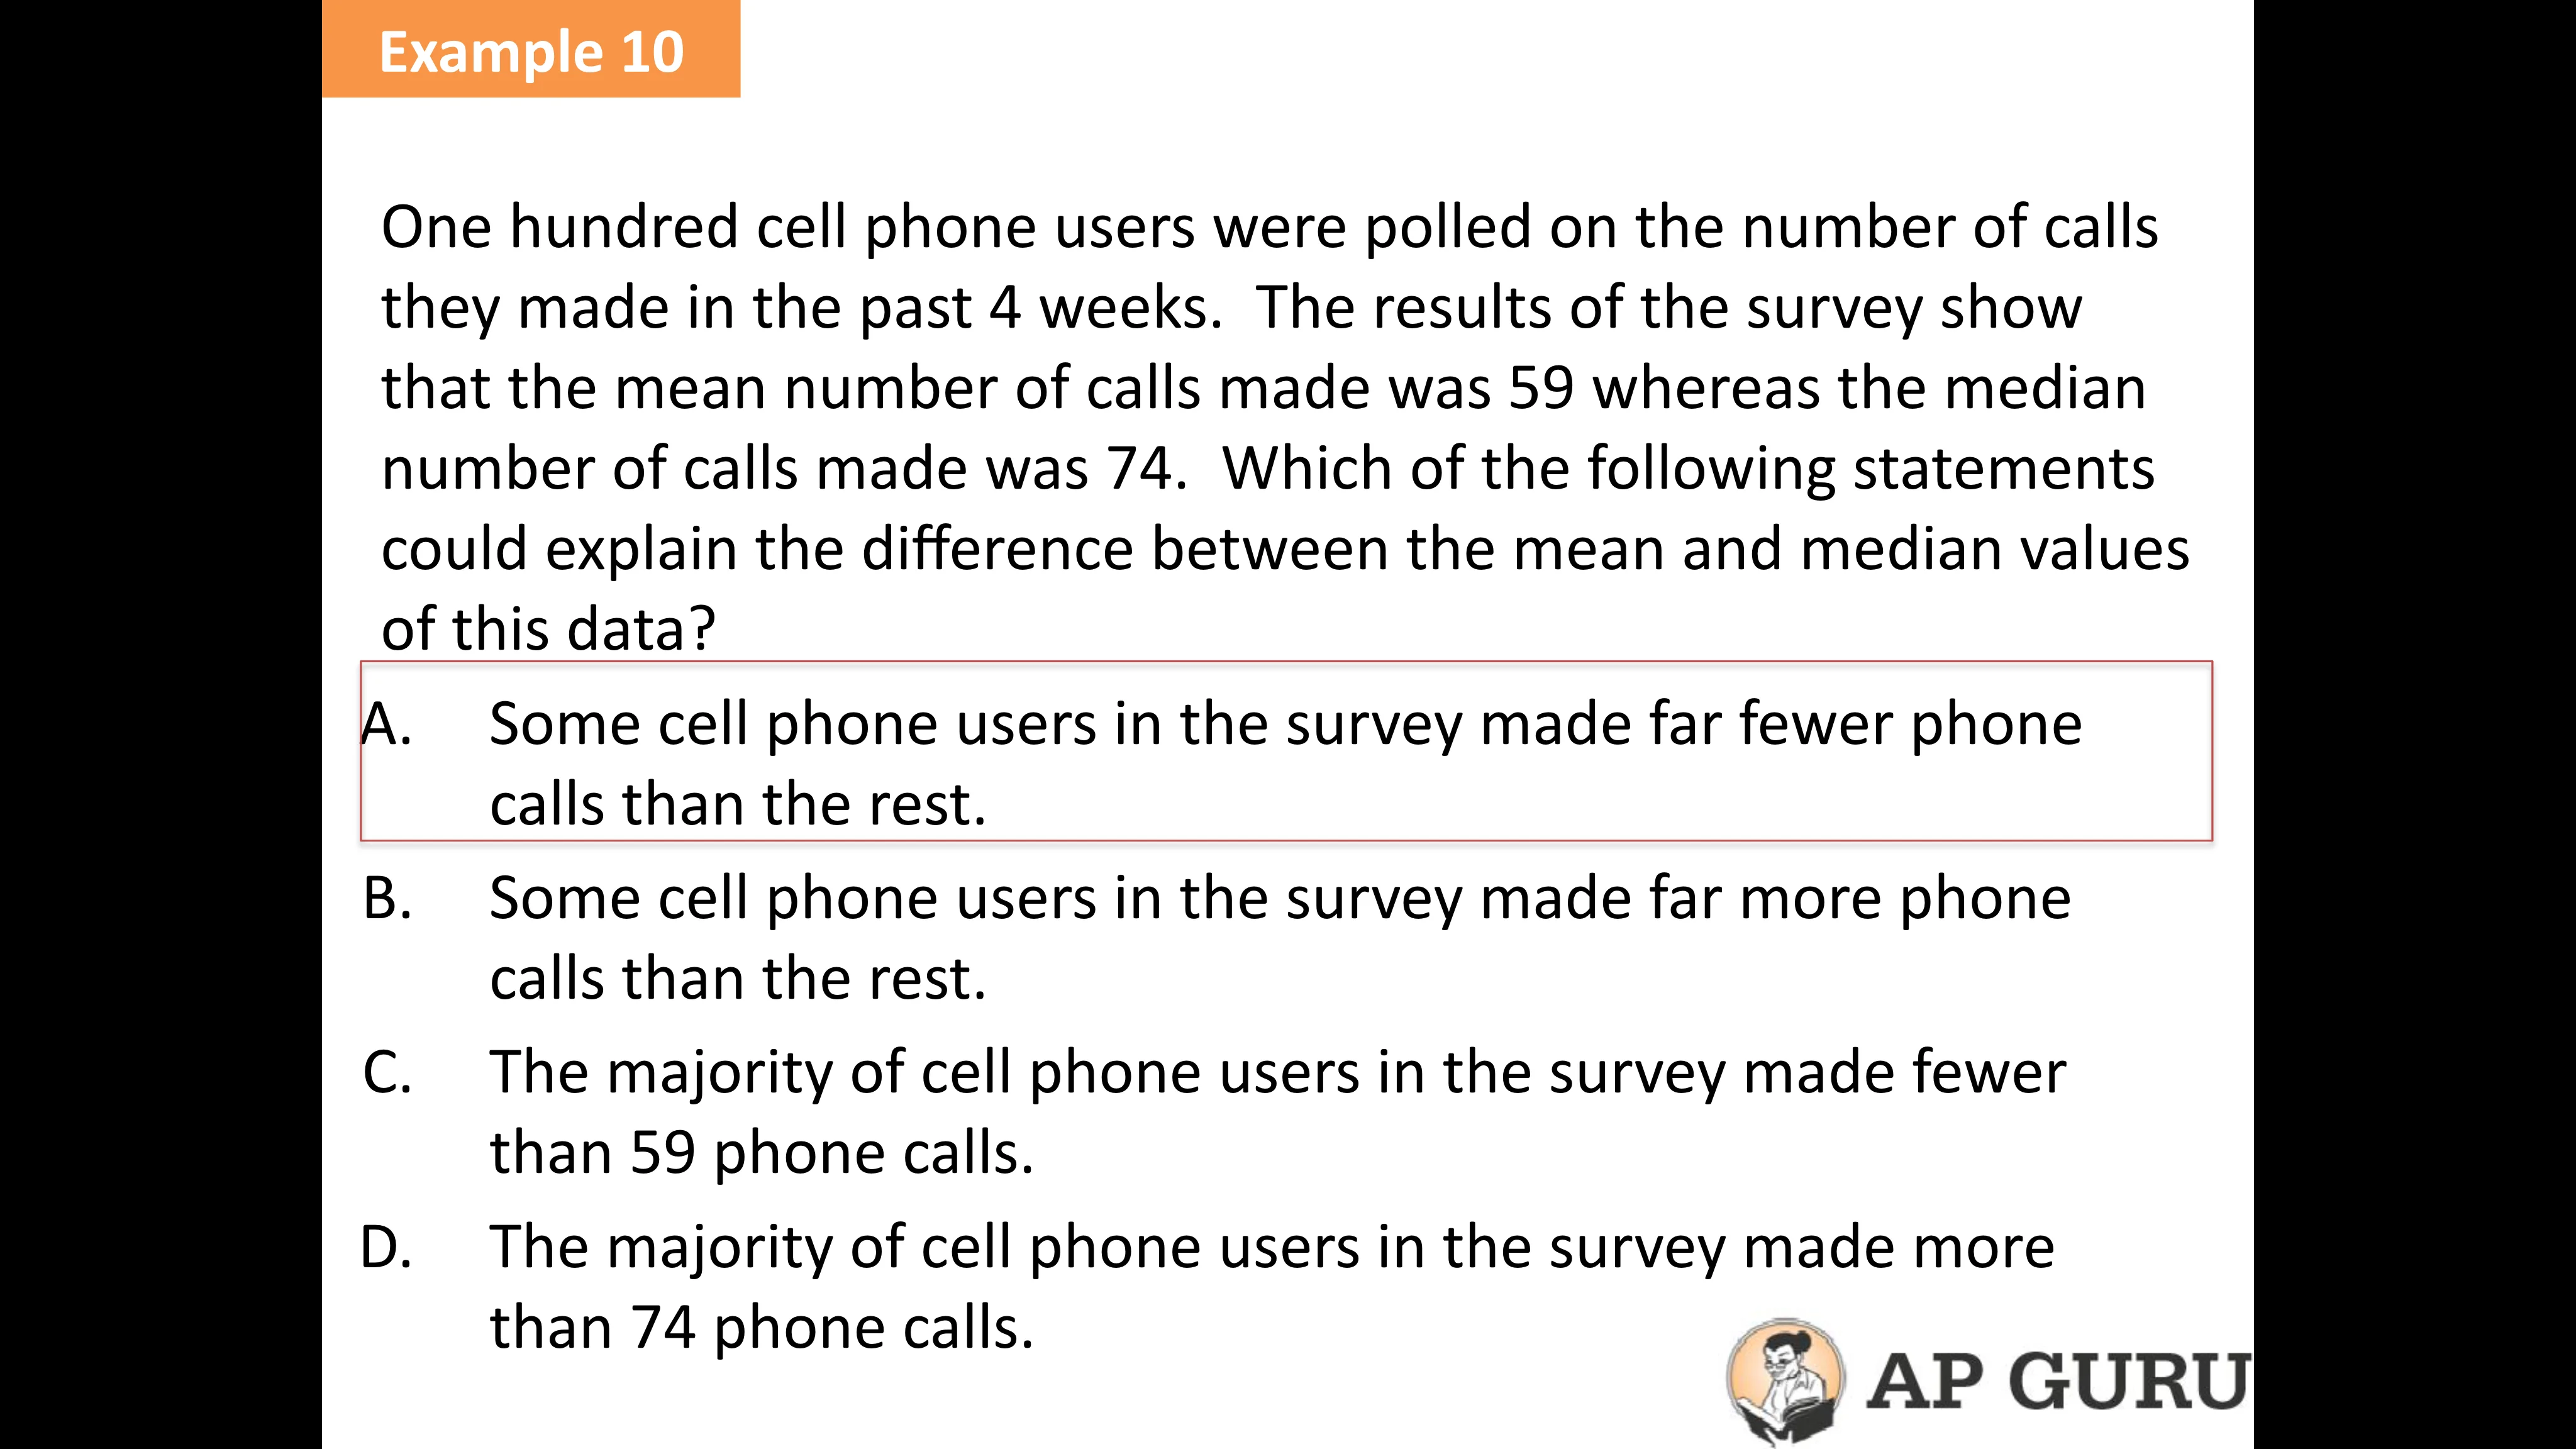 Example 10
One hundred cell phone users were polled on the number of calls
they made in the past 4 weeks.  The results of the survey show
that the mean number of calls made was 59 whereas the median
number of calls made was 74.  Which of the following statements
could explain the difference between the mean and median values
of this data?
A. Some cell phone users in the survey made far fewer phone
calls than the rest.
B. Some cell phone users in the survey made far more phone
calls than the rest.
C. The majority of cell phone users in the survey made fewer
than 59 phone calls.
D. The majority of cell phone users in the survey made more
than 74 phone calls.
AP GURU